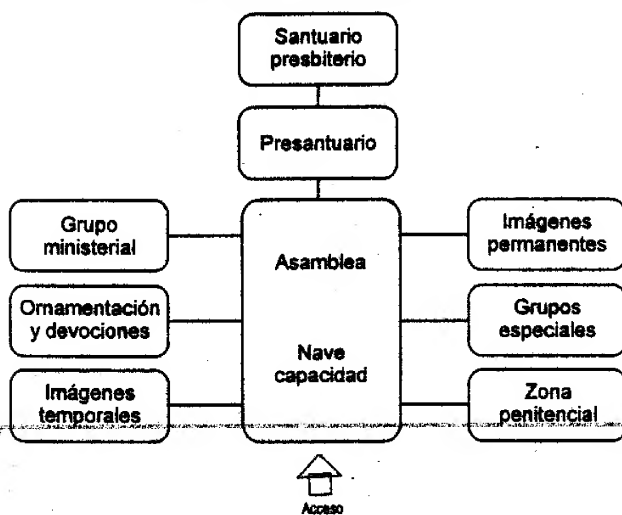 Santuario
presbiterio
Presantuario
Grupo
ministerial
Ornamentación
y devociones
Imágenes
temporales
Asamblea
Nave
capacidad
Imágenes
permanentes
Grupos
especiales
Zona
penitencial
Acceso